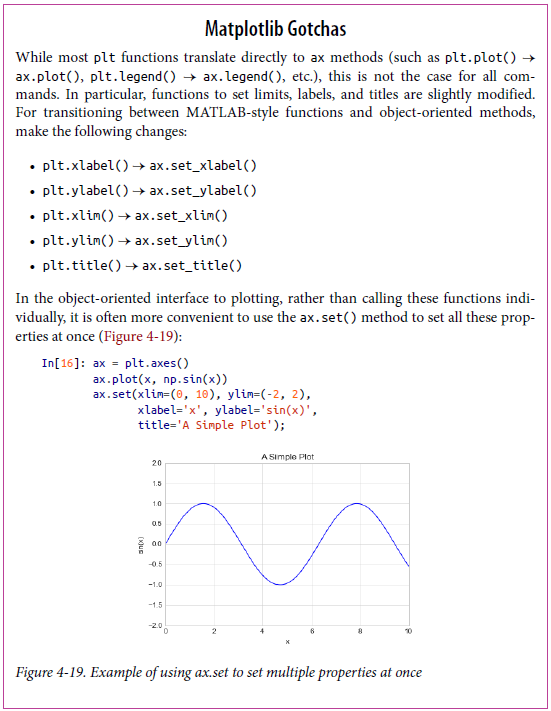 Matplotlib Gotchas
While most plt functions translate directly to ax methods (such as plt.plot() →
ax.plot(), plt.legend() → ax.legend(), etc.), this is not the case for all com-
mands. In particular, functions to set limits, labels, and titles are slightly modified.
For transitioning between MATLAB-style functions and object-oriented methods,
make the following changes:
• plt.xlabel() → ax.set_xlabel()
• plt.ylabel() → ax.set_ylabel()
• plt.xlim() → ax.set_xlim()
• plt.ylim() → ax.set_ylim()
• plt.title() → ax.set_title()
In the object-oriented interface to plotting, rather than calling these functions indi-
vidually, it is often more convenient to use the ax.set() method to set all these prop-
erties at once (Figure 4-19):
In[16]: ax = plt.axes()
ax.plot(x, np.sin(x))
ax.set(xlim=(0, 10), ylim=(-2, 2),
xlabel='x', ylabel='sin(x)',
title='A Simple Plot');
A Simple Plot
2.0
1.5
1.0
0.5
0.0
−0.5
−1.0
−1.5
−2.0
sin(x)
0 2 4 6 8 10
x
Figure 4-19. Example of using ax.set to set multiple properties at once